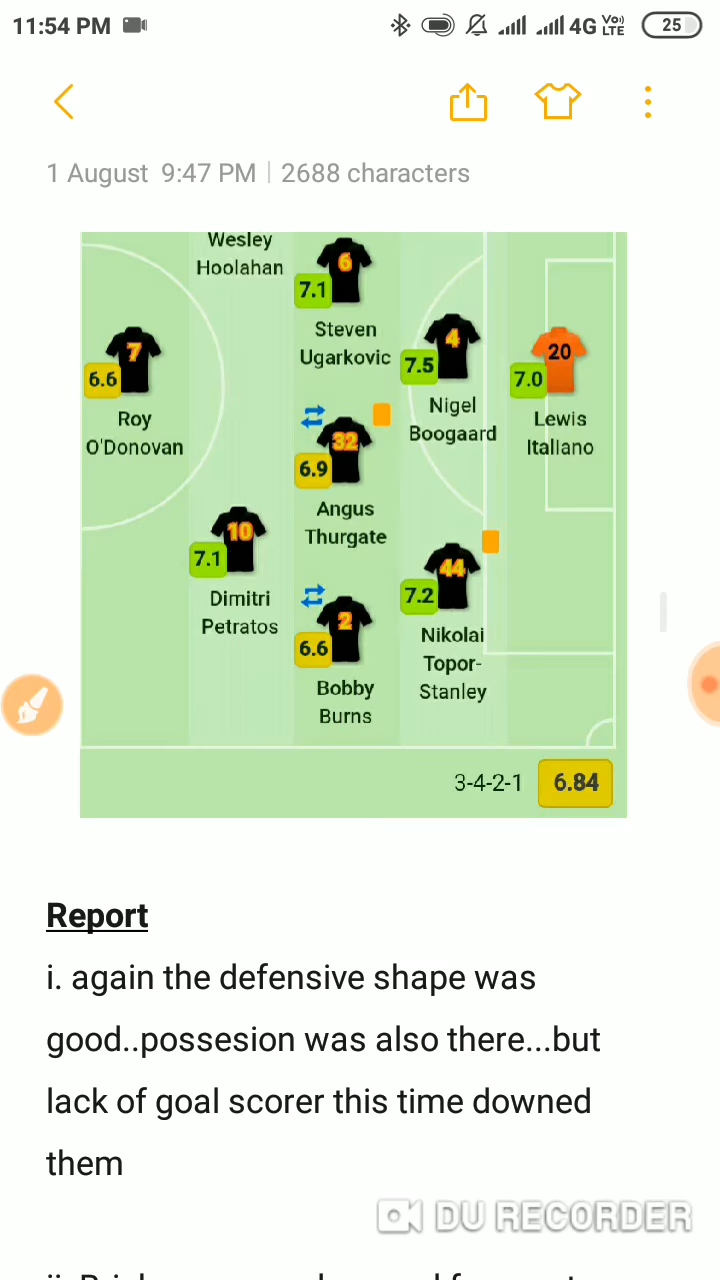 11:54 PM
4G Vo)) LTE 25
1 August 9:47 PM | 2688 characters
Wesley
Hoolahan
6
7.1
Steven
Ugarkovic
7
6.6
Roy
O'Donovan
4
7.5
Nigel
Boogaard
20
7.0
Lewis
Italiano
32
6.9
Angus
Thurgate
10
7.1
Dimitri
Petratos
44
7.2
Nikolai
Topor-
Stanley
2
6.6
Bobby
Burns
3-4-2-1 6.84
Report
i. again the defensive shape was
good..possesion was also there...but
lack of goal scorer this time downed
them
DU RECORDER